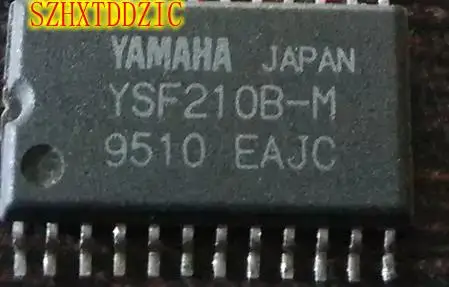 SZHXTDDZIC
YAMAHA JAPAN
YSF210B-M
9510 EAJC